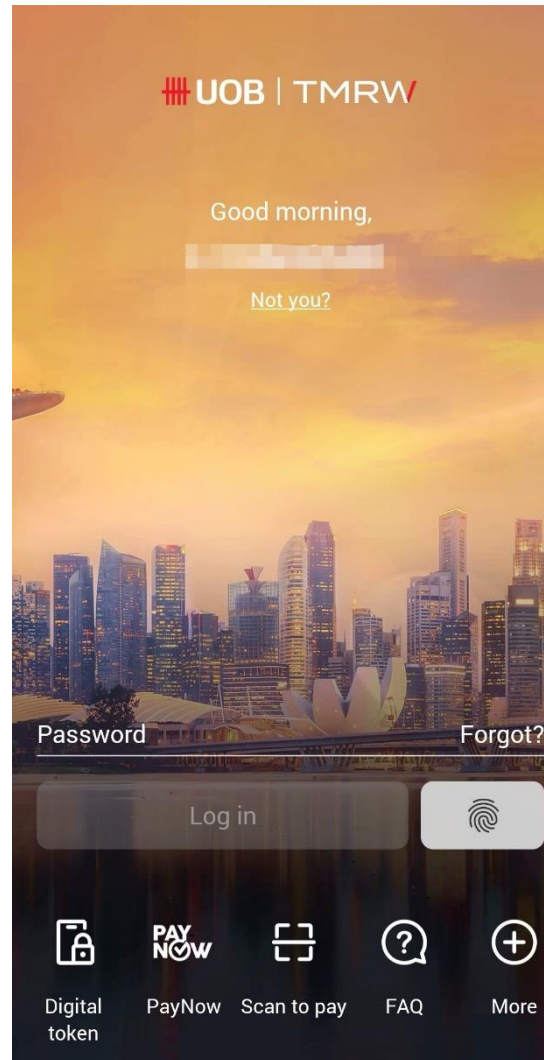 UOB | TMRW
Good morning,
Not you?
Password Forgot?
Log in
Digital token
PayNow
Scan to pay
FAQ
More
PAY NOW